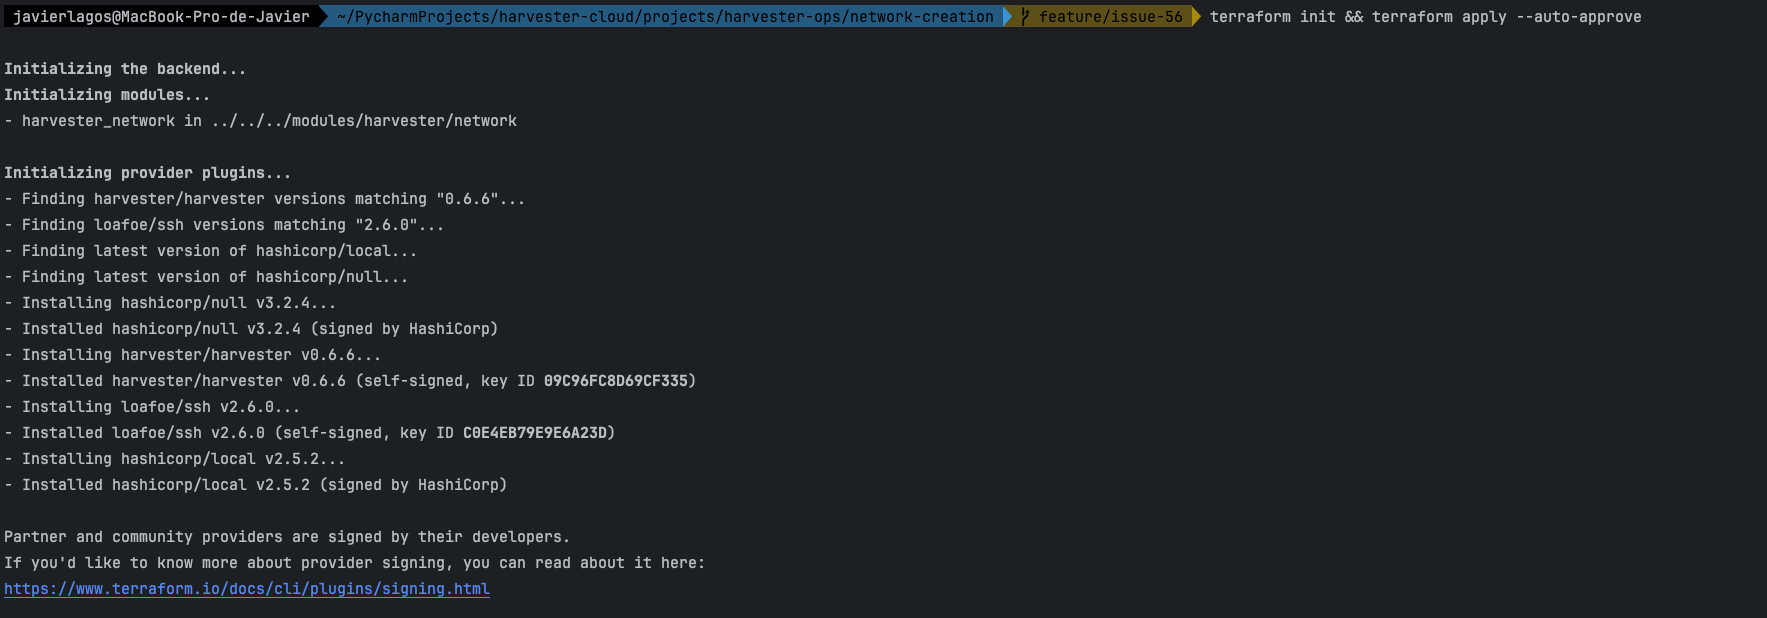 javierlagos@MacBook-Pro-de-Javier ~/PycharmProjects/harvester-cloud/projects/harvester-ops/network-creation feature/issue-56 terraform init && terraform apply --auto-approve
Initializing the backend...
Initializing modules...
- harvester_network in ../../../modules/harvester/network
Initializing provider plugins...
- Finding harvester/harvester versions matching "0.6.6"...
- Finding loafoe/ssh versions matching "2.6.0"...
- Finding latest version of hashicorp/local...
- Finding latest version of hashicorp/null...
- Installing hashicorp/null v3.2.4...
- Installed hashicorp/null v3.2.4 (signed by HashiCorp)
- Installing harvester/harvester v0.6.6...
- Installed harvester/harvester v0.6.6 (self-signed, key ID 09C96FC8D69CF335)
- Installing loafoe/ssh v2.6.0...
- Installed loafoe/ssh v2.6.0 (self-signed, key ID C0E4EB79E9E6A23D)
- Installing hashicorp/local v2.5.2...
- Installed hashicorp/local v2.5.2 (signed by HashiCorp)
Partner and community providers are signed by their developers.
If you'd like to know more about provider signing, you can read about it here:
https://www.terraform.io/docs/cli/plugins/signing.html